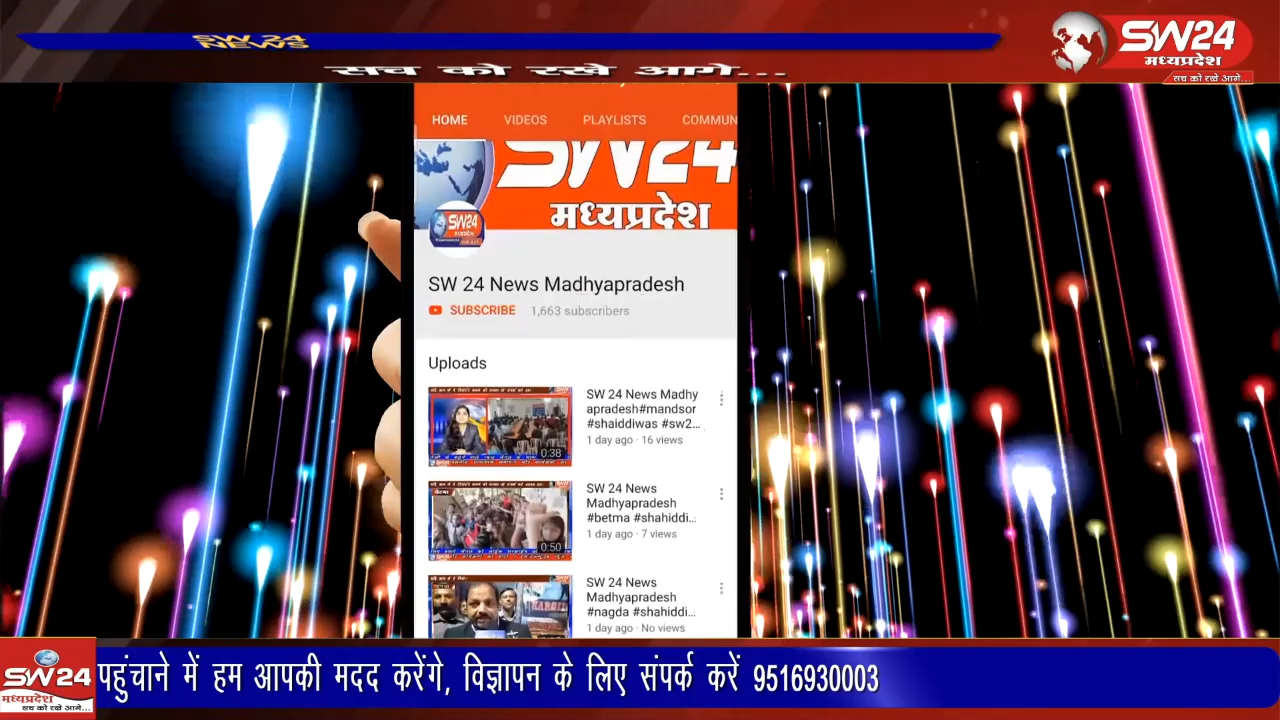 SW 24
NEWS
सच को रखे आगे...
SW24
मध्यप्रदेश
सच को रखे आगे...
HOME VIDEOS PLAYLISTS COMMUN
SW24
मध्यप्रदेश
SW24
SW 24 News Madhyapradesh
SUBSCRIBE 1,663 subscribers
Uploads
SW 24 News Madhy
apradesh#mandsor
#shaiddiwas #sw2...
1 day ago · 16 views
0:38
SW 24 News
Madhyapradesh
#betma #shahiddi...
1 day ago · 7 views
0:50
SW 24 News
Madhyapradesh
#nagda #shahiddi...
1 day ago · No views
SW24
मध्यप्रदेश
सच को रखे आगे...
पहुंचाने में हम आपकी मदद करेंगे, विज्ञापन के लिए संपर्क करें 9516930003